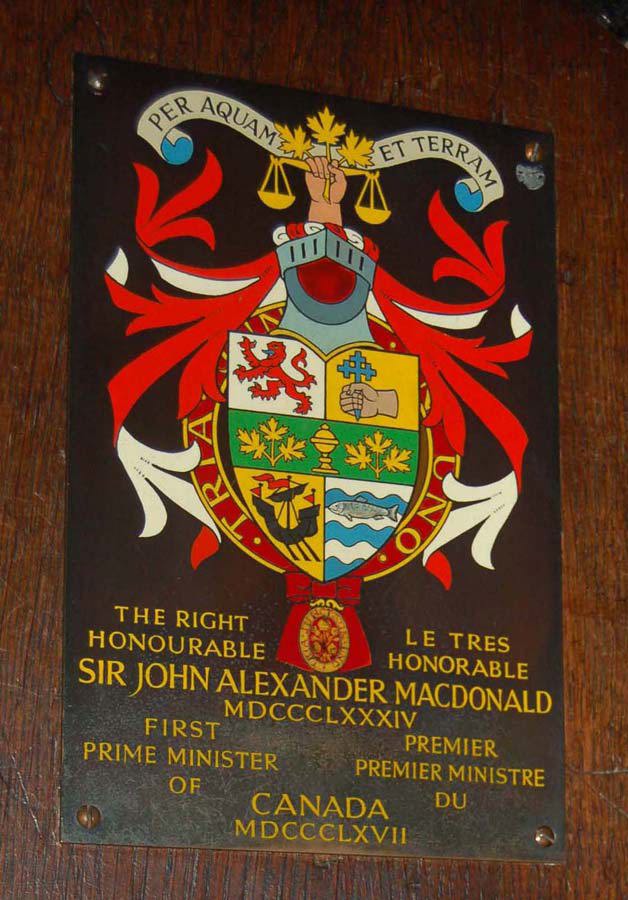 PER AQUAM ET TERRAM
TRIA
UNO
THE RIGHT
HONOURABLE
LE TRES
HONORABLE
SIR JOHN ALEXANDER MACDONALD
MDCCCLXXXIV
FIRST
PRIME MINISTER
OF
PREMIER
PREMIER MINISTRE
DU
CANADA
MDCCCLXVII